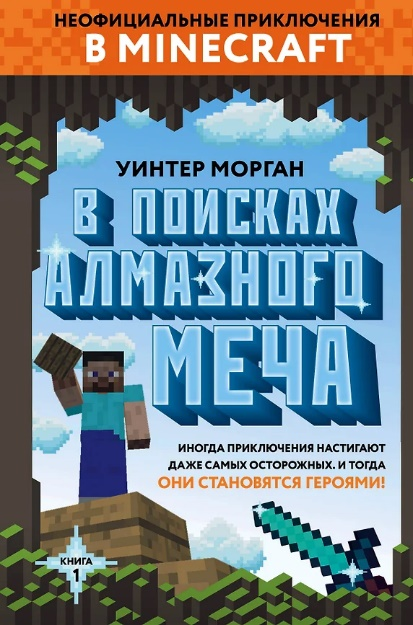 НЕОФИЦИАЛЬНЫЕ ПРИКЛЮЧЕНИЯ
В MINECRAFT
УИНТЕР МОРГАН
В ПОИСКАХ
АЛМАЗНОГО
МЕЧА
ИНОГДА ПРИКЛЮЧЕНИЯ НАСТИГАЮТ
ДАЖЕ САМЫХ ОСТОРОЖНЫХ. И ТОГДА
ОНИ СТАНОВЯТСЯ ГЕРОЯМИ!
КНИГА
1